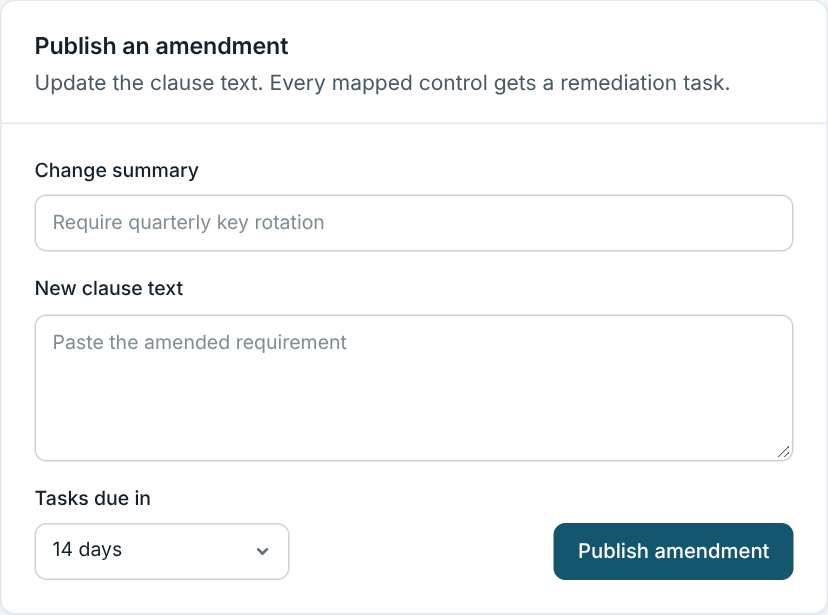 Publish an amendment
Update the clause text. Every mapped control gets a remediation task.
Change summary
Require quarterly key rotation
New clause text
Paste the amended requirement
Tasks due in
14 days
Publish amendment